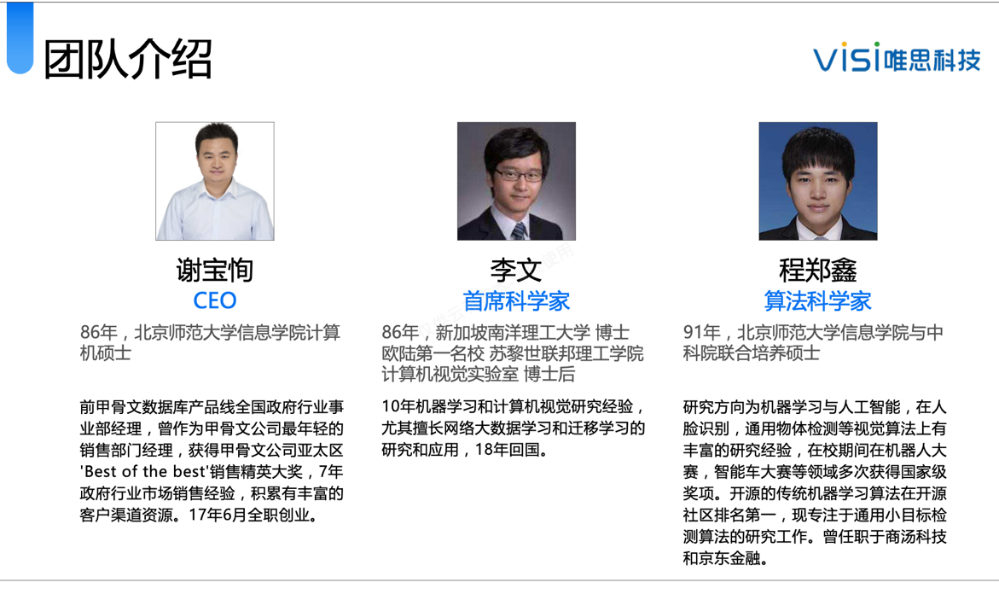 团队介绍
visi唯思科技
谢宝恂
CEO
86年，北京师范大学信息学院计算
机硕士
前甲骨文数据库产品线全国政府行业事
业部经理，曾作为甲骨文公司最年轻的
销售部门经理，获得甲骨文公司亚太区
'Best of the best'销售精英大奖，7年
政府行业市场销售经验，积累有丰富的
客户渠道资源。17年6月全职创业。
李文
首席科学家
86年，新加坡南洋理工大学 博士
欧陆第一名校 苏黎世联邦理工学院
计算机视觉实验室 博士后
10年机器学习和计算机视觉研究经验，
尤其擅长网络大数据学习和迁移学习的
研究和应用，18年回国。
程郑鑫
算法科学家
91年，北京师范大学信息学院与中
科院联合培养硕士
研究方向为机器学习与人工智能，在人
脸识别，通用物体检测等视觉算法上有
丰富的研究经验，在校期间在机器人大
赛，智能车大赛等领域多次获得国家级
奖项。开源的传统机器学习算法在开源
社区排名第一，现专注于通用小目标检
测算法的研究工作。曾任职于商汤科技
和京东金融。